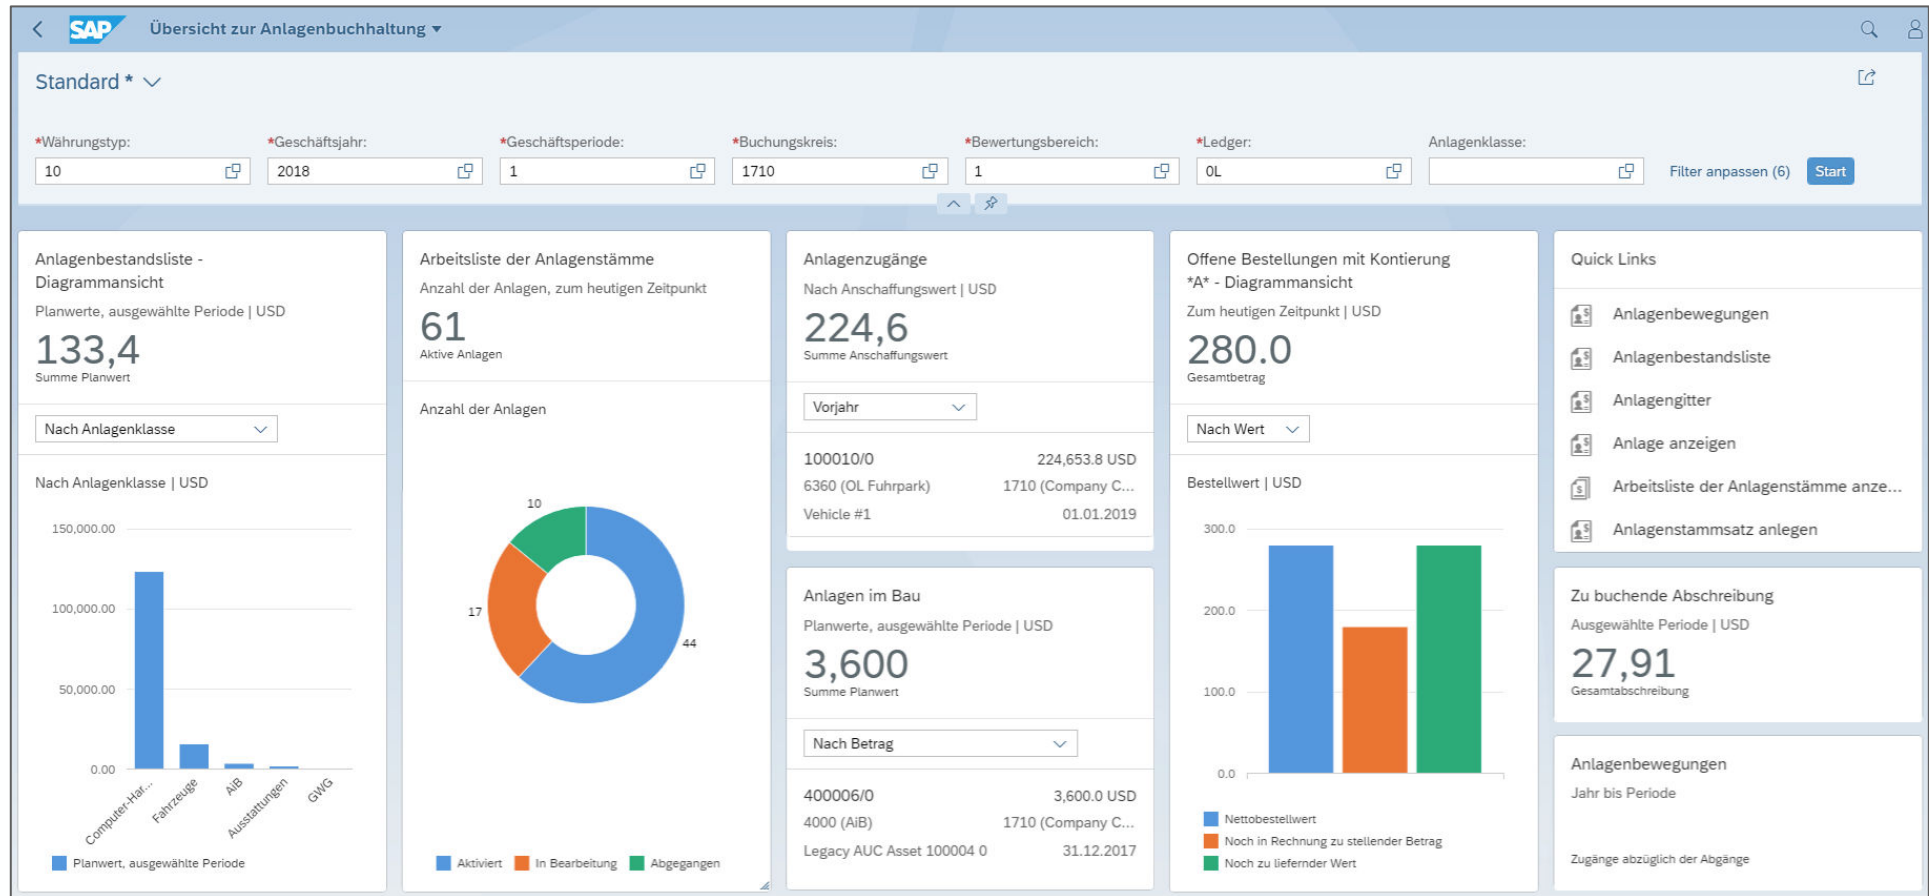 SAP Übersicht zur Anlagenbuchhaltung
Standard *
*Währungstyp: *Geschäftsjahr: *Geschäftsperiode: *Buchungskreis: *Bewertungsbereich: *Ledger: Anlagenklasse:
10 2018 1 1710 1 0L Filter anpassen (6) Start
Anlagenbestandsliste -
Diagrammansicht
Planwerte, ausgewählte Periode | USD
133,4
Summe Planwert
Nach Anlagenklasse
Nach Anlagenklasse | USD
150,000.00
100,000.00
50,000.00
0.00
Computer-Har...
Fahrzeuge
AiB
Ausstattungen
GWG
Planwert, ausgewählte Periode
Arbeitsliste der Anlagenstämme
Anzahl der Anlagen, zum heutigen Zeitpunkt
61
Aktive Anlagen
Anzahl der Anlagen
10
17
44
Aktiviert In Bearbeitung Abgegangen
Anlagenzugänge
Nach Anschaffungswert | USD
224,6
Summe Anschaffungswert
Vorjahr
100010/0 224,653.8 USD
6360 (OL Fuhrpark) 1710 (Company C...
Vehicle #1 01.01.2019
Anlagen im Bau
Planwerte, ausgewählte Periode | USD
3,600
Summe Planwert
Nach Betrag
400006/0 3,600.0 USD
4000 (AiB) 1710 (Company C...
Legacy AUC Asset 100004 0 31.12.2017
Offene Bestellungen mit Kontierung
*A* - Diagrammansicht
Zum heutigen Zeitpunkt | USD
280.0
Gesamtbetrag
Nach Wert
Bestellwert | USD
300.0
200.0
100.0
0.0
Nettobestellwert
Noch in Rechnung zu stellender Betrag
Noch zu liefernder Wert
Quick Links
Anlagenbewegungen
Anlagenbestandsliste
Anlagengitter
Anlage anzeigen
Arbeitsliste der Anlagenstämme anze...
Anlagenstammsatz anlegen
Zu buchende Abschreibung
Ausgewählte Periode | USD
27,91
Gesamtabschreibung
Anlagenbewegungen
Jahr bis Periode
Zugänge abzüglich der Abgänge